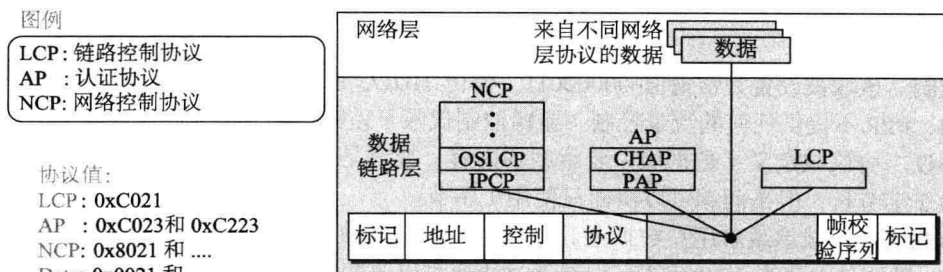 图例
LCP: 链路控制协议
AP : 认证协议
NCP: 网络控制协议
协议值:
LCP: 0xC021
AP : 0xC023和 0xC223
NCP: 0x8021 和 ....
网络层
来自不同网络
层协议的数据
数据
数据
链路层
NCP
OSI CP
IPCP
AP
CHAP
PAP
LCP
标记
地址
控制
协议
帧校
验序列
标记